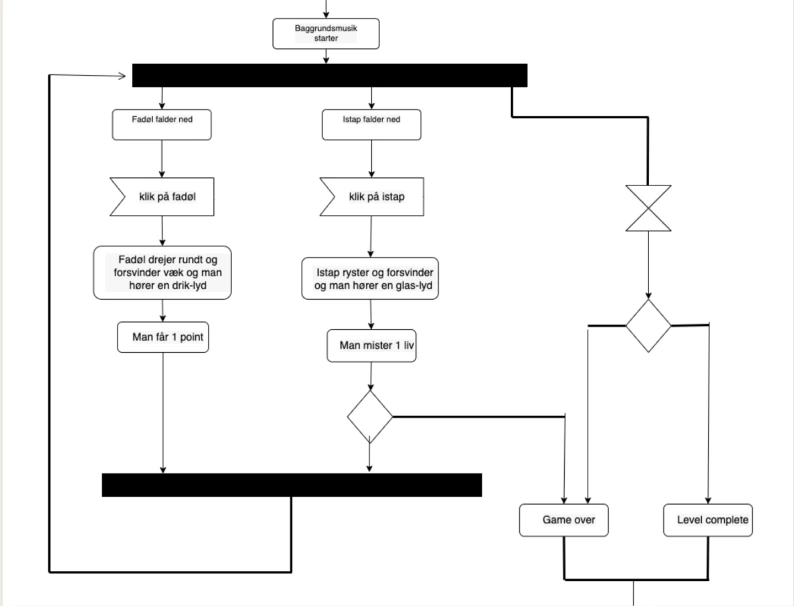 Baggrundsmusik
starter
Fadøl falder ned
Istap falder ned
klik på fadøl
klik på istap
Fadøl drejer rundt og
forsvinder væk og man
hører en drik-lyd
Istap ryster og forsvinder
og man hører en glas-lyd
Man får 1 point
Man mister 1 liv
Game over
Level complete